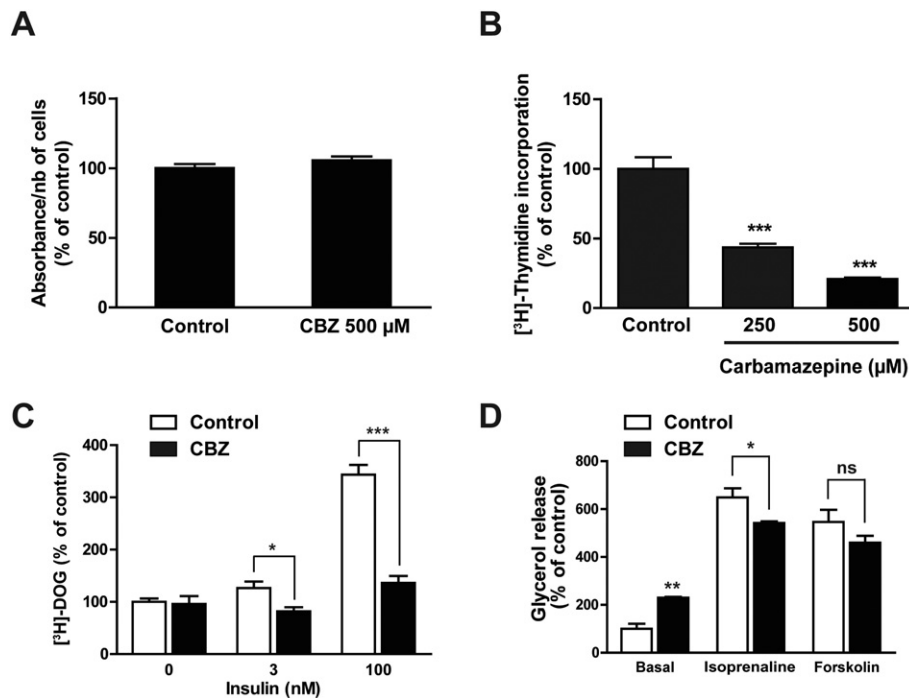 A
Absorbance/nb of cells
(% of control)
150
100
50
0
Control CBZ 500 µM
B
[³H]-Thymidine incorporation
(% of control)
150
100
50
0
***
***
Control 250 500
Carbamazepine (µM)
C
Control
CBZ
[³H]-DOG (% of control)
400
300
200
100
0
*
***
0 3 100
Insulin (nM)
D
Control
CBZ
Glycerol release
(% of control)
800
600
400
200
0
**
*
ns
Basal Isoprenaline Forskolin